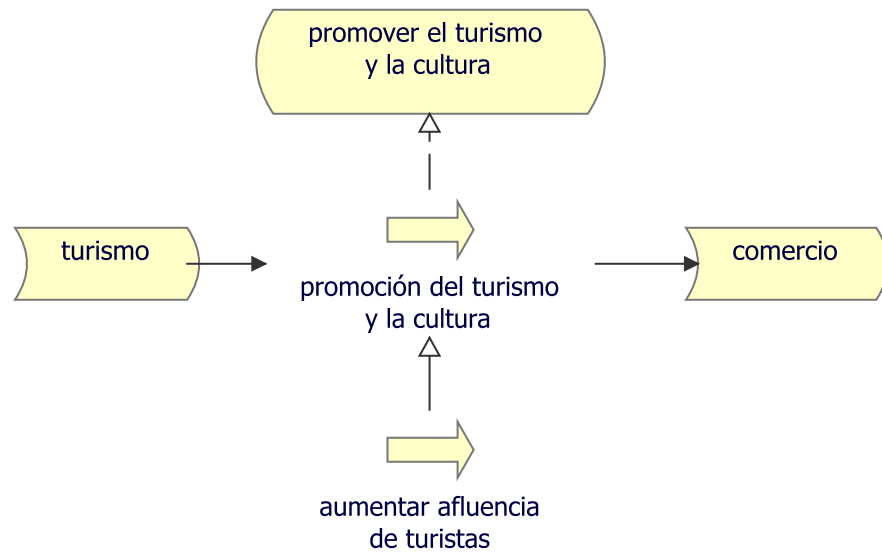 promover el turismo
y la cultura
turismo
comercio
promoción del turismo
y la cultura
aumentar afluencia
de turistas